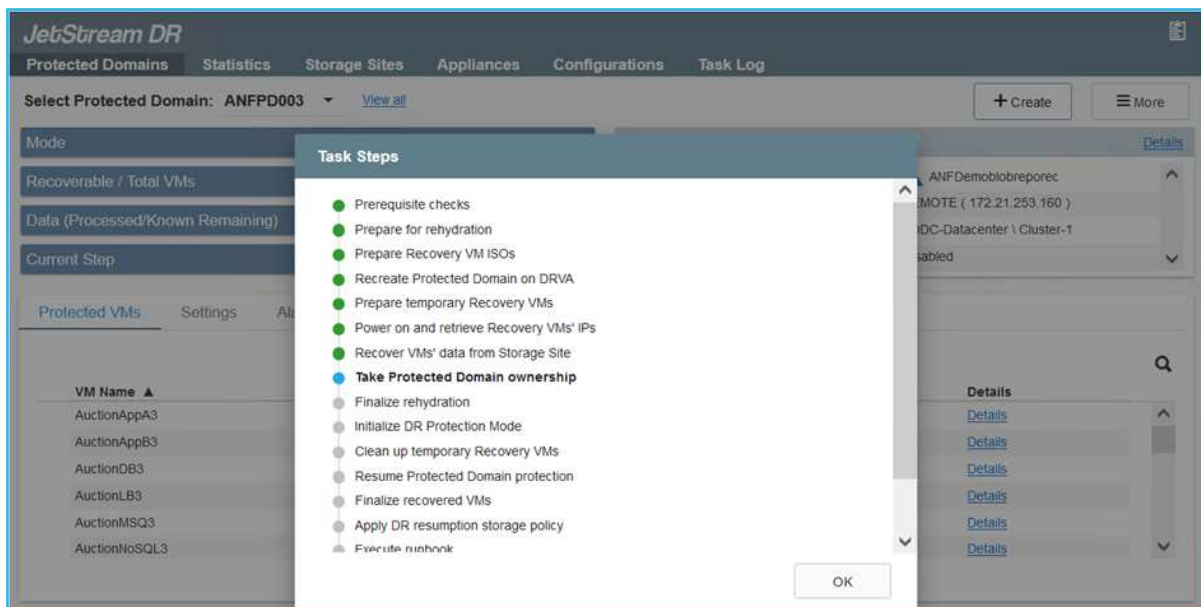 JetStream DR
Protected Domains Statistics Storage Sites Appliances Configurations Task Log
Select Protected Domain: ANFPD003 View all + Create More
Mode Details
Recoverable / Total VMs
Data (Processed/Known Remaining)
Current Step
ANFDemoblobreporec
MOTE ( 172.21.253.160 )
DC-Datacenter \ Cluster-1
sabled
Protected VMs Settings Al
VM Name ▲ Details
AuctionAppA3 Details
AuctionAppB3 Details
AuctionDB3 Details
AuctionLB3 Details
AuctionMSQ3 Details
AuctionNoSQL3 Details
Task Steps
Prerequisite checks
Prepare for rehydration
Prepare Recovery VM ISOs
Recreate Protected Domain on DRVA
Prepare temporary Recovery VMs
Power on and retrieve Recovery VMs' IPs
Recover VMs' data from Storage Site
Take Protected Domain ownership
Finalize rehydration
Initialize DR Protection Mode
Clean up temporary Recovery VMs
Resume Protected Domain protection
Finalize recovered VMs
Apply DR resumption storage policy
Execute runbook
OK